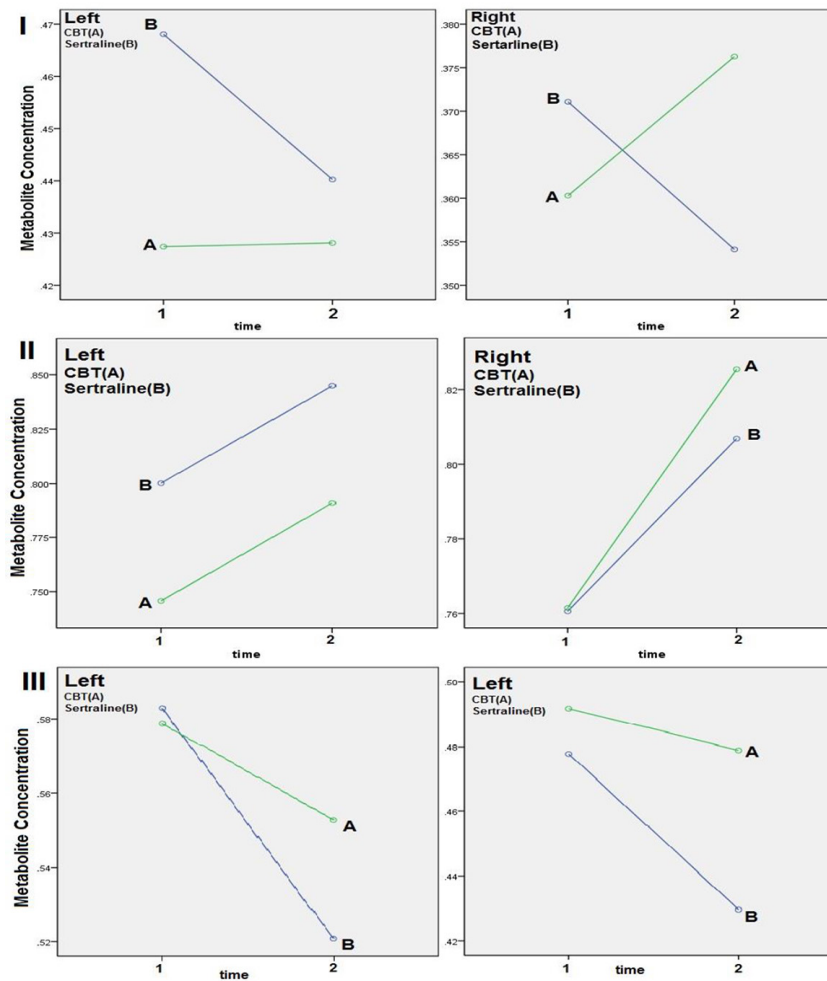 I
Left
CBT(A)
Sertraline(B)
Metabolite Concentration
.47
.46
.45
.44
.43
.42
B
A
1
2
time
Right
CBT(A)
Sertarline(B)
.380
.375
.370
.365
.360
.355
.350
B
A
1
2
time
II
Left
CBT(A)
Sertraline(B)
Metabolite Concentration
.850
.825
.800
.775
.750
B
A
1
2
time
Right
CBT(A)
Sertraline(B)
.82
.80
.78
.76
A
B
1
2
time
III
Left
CBT(A)
Sertraline(B)
Metabolite Concentration
.58
.56
.54
.52
A
B
1
2
time
Left
CBT(A)
Sertraline(B)
.50
.48
.46
.44
.42
A
B
1
2
time